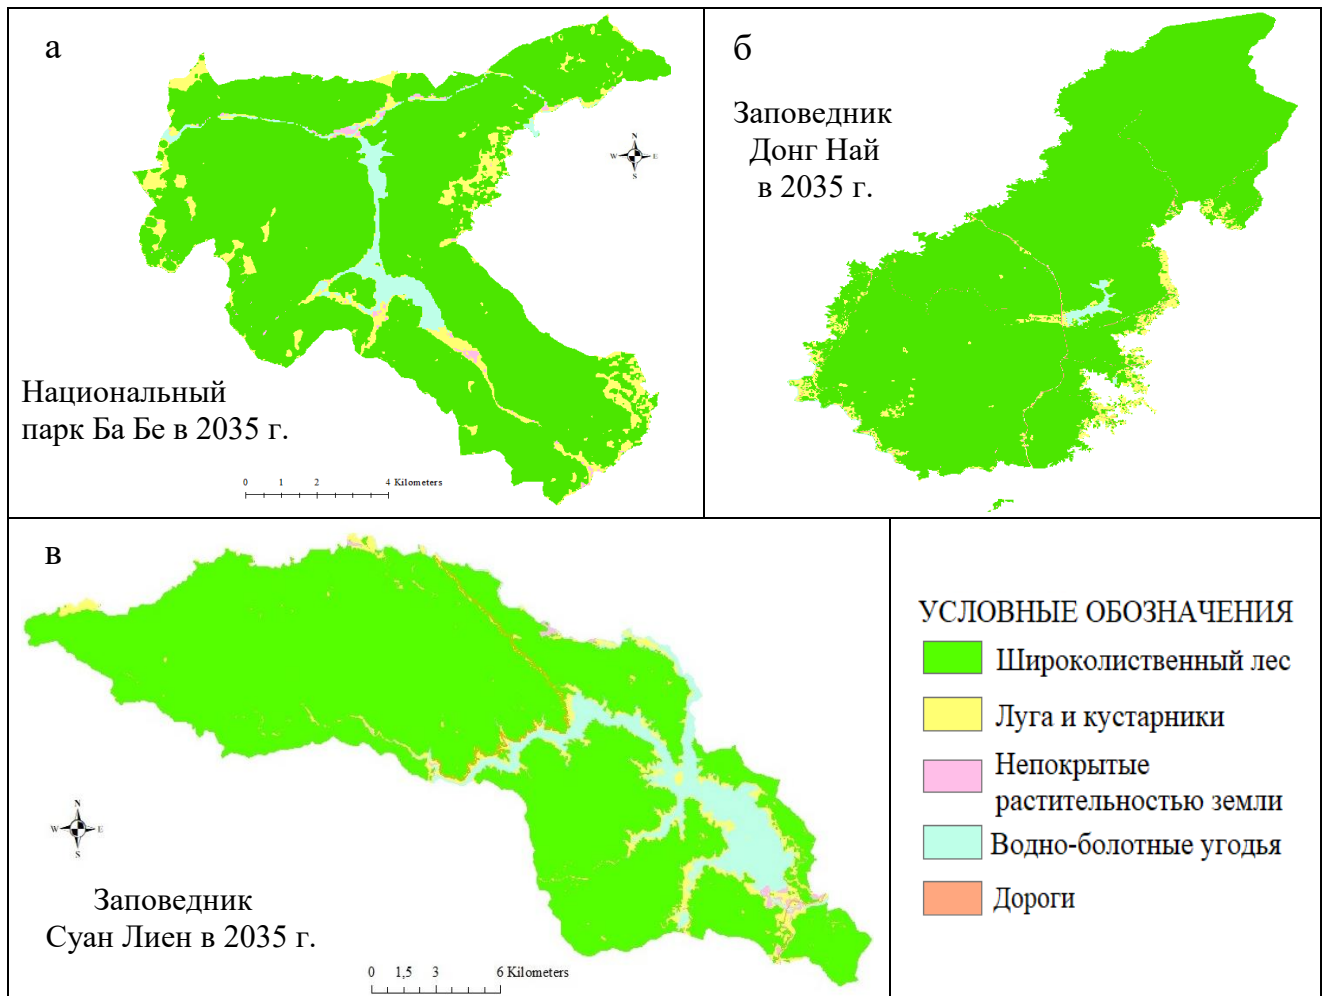 а
N
W E
S
Национальный
парк Ба Бе в 2035 г.
0 1 2 4 Kilometers
б
Заповедник
Донг Най
в 2035 г.
в
N
W E
S
Заповедник
Суан Лиен в 2035 г.
0 1,5 3 6 Kilometers
УСЛОВНЫЕ ОБОЗНАЧЕНИЯ
Широколиственный лес
Луга и кустарники
Непокрытые
растительностью земли
Водно-болотные угодья
Дороги